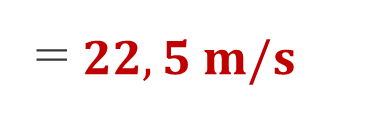 = 22, 5 m/s